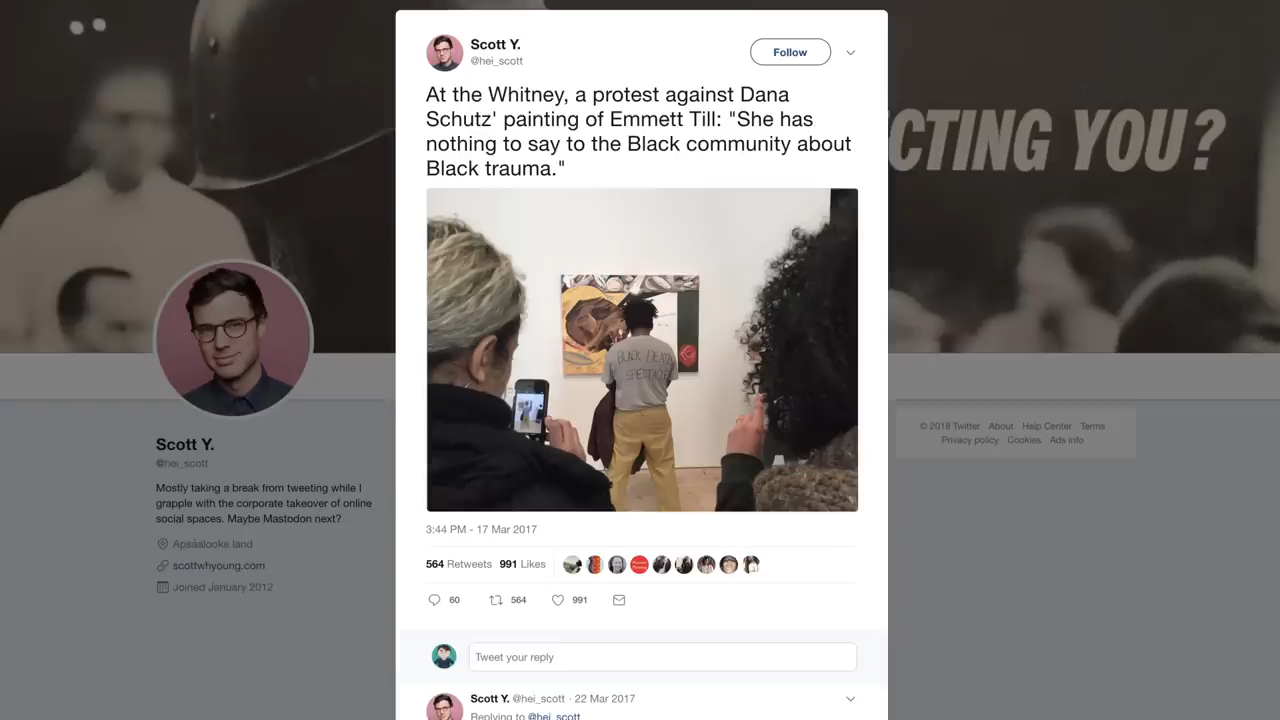 Scott Y.
@hei_scott
Follow
At the Whitney, a protest against Dana
Schutz' painting of Emmett Till: "She has
nothing to say to the Black community about
Black trauma."
CTING YOU?
BLACK DEATH
SPECTACLE
3:44 PM - 17 Mar 2017
564 Retweets 991 Likes
60 564 991
Tweet your reply
Scott Y. @hei_scott · 22 Mar 2017
Replying to @hei_scott
Scott Y.
@hei_scott
Mostly taking a break from tweeting while I
grapple with the corporate takeover of online
social spaces. Maybe Mastodon next?
Apsáalooke land
scottwhyoung.com
Joined January 2012
© 2018 Twitter About Help Center Terms
Privacy policy Cookies Ads info